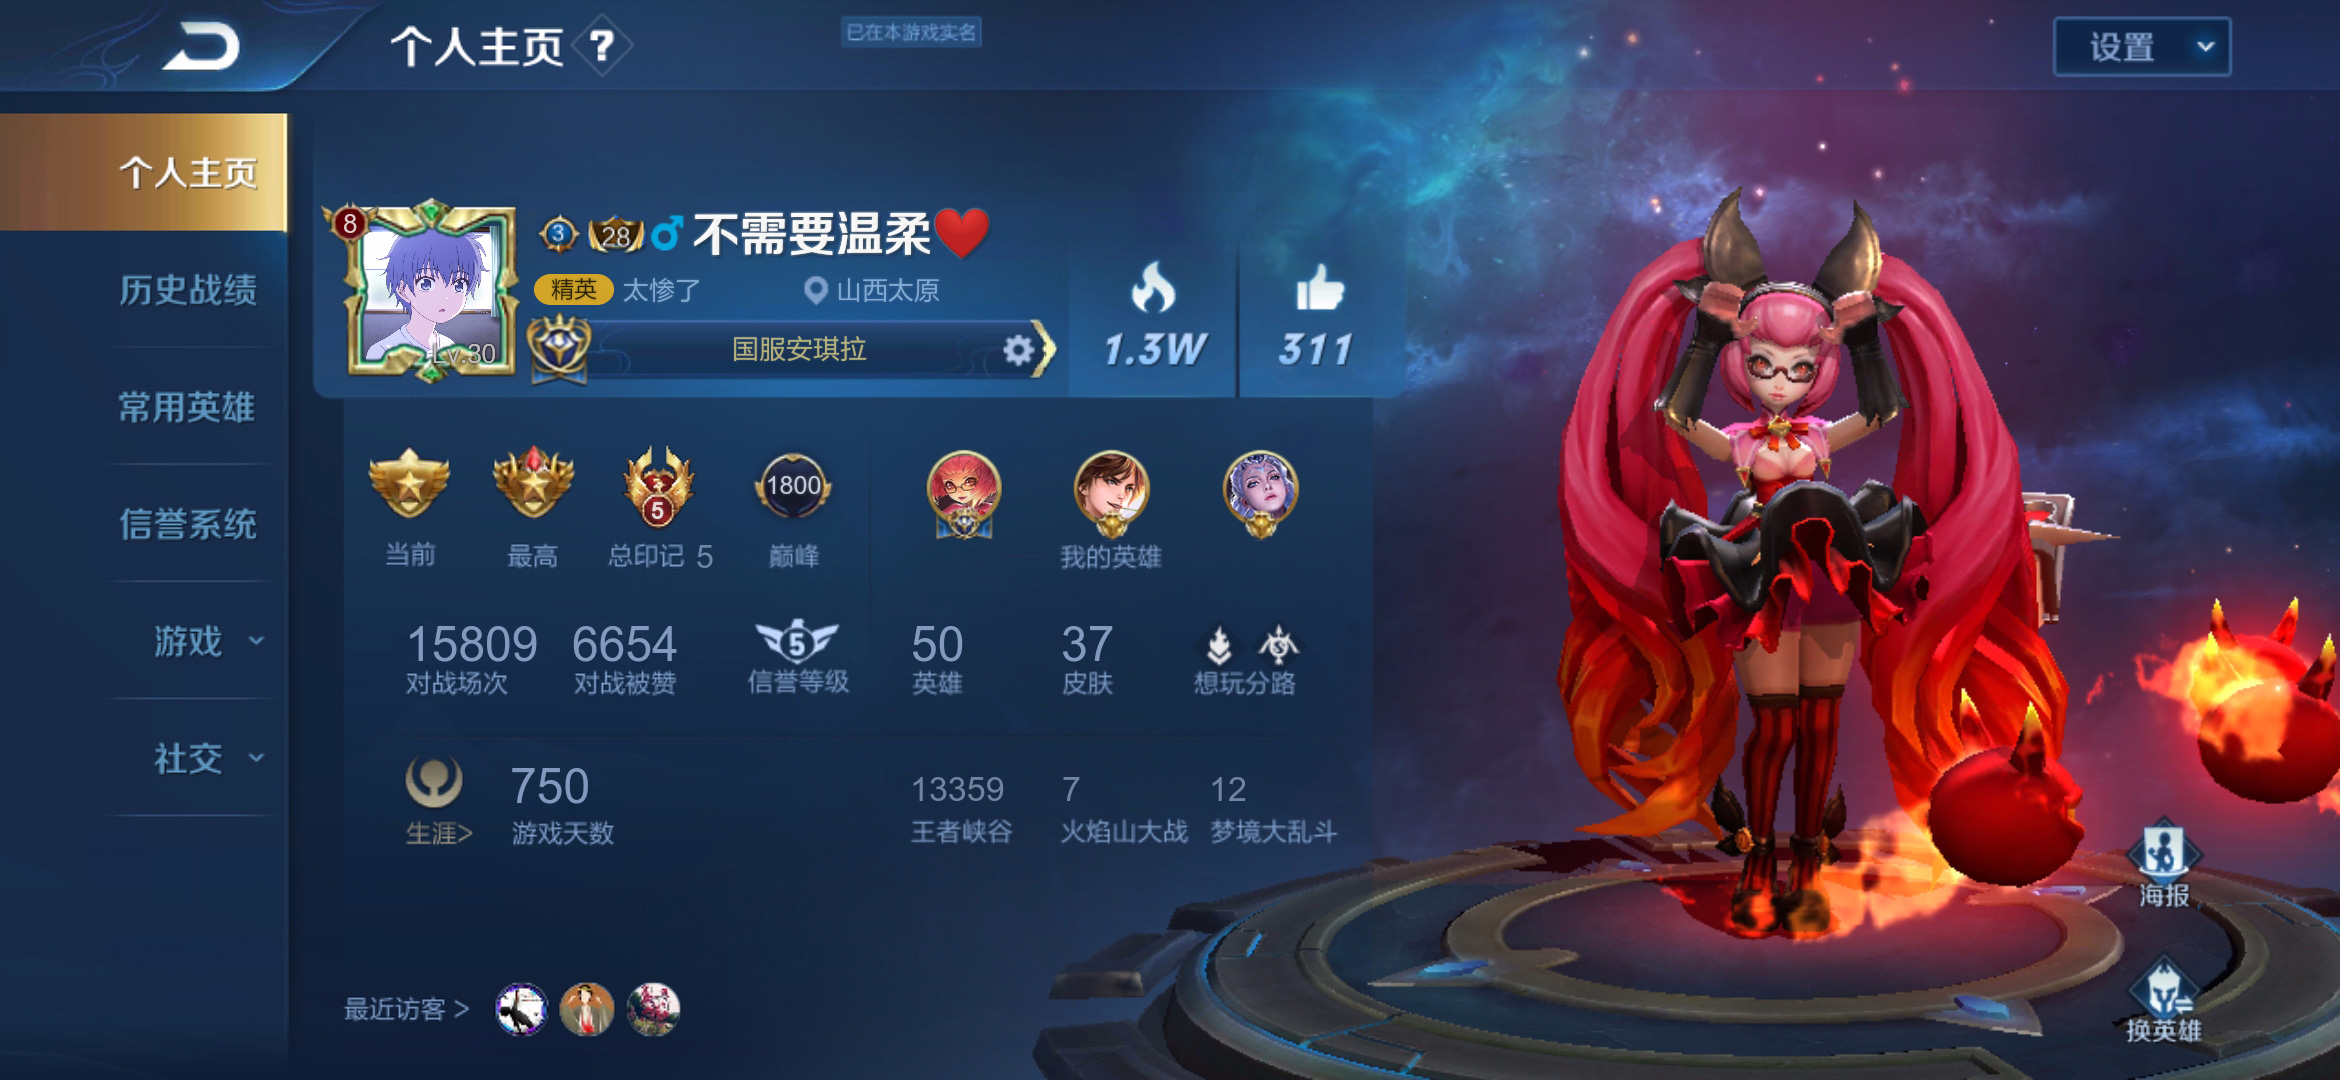 个人主页 ?
已在本游戏实名
设置
个人主页
历史战绩
常用英雄
信誉系统
游戏
社交
8
Lv.30
3 28 不需要温柔❤️
精英 太惨了 山西太原
国服安琪拉
1.3W 311
5 1800
当前 最高 总印记 5 巅峰 我的英雄
15809 6654 5 50 37
对战场次 对战被赞 信誉等级 英雄 皮肤 想玩分路
750 13359 7 12
生涯> 游戏天数 王者峡谷 火焰山大战 梦境大乱斗
最近访客 >
海报
换英雄